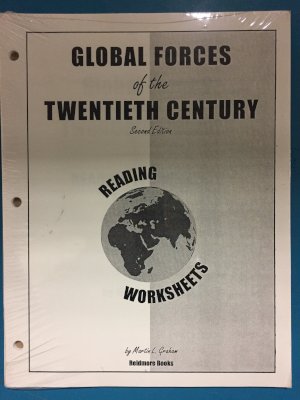 GLOBAL FORCES
of the
TWENTIETH CENTURY
Second Edition
READING
WORKSHEETS
by Martin L. Graham
Reidmore Books